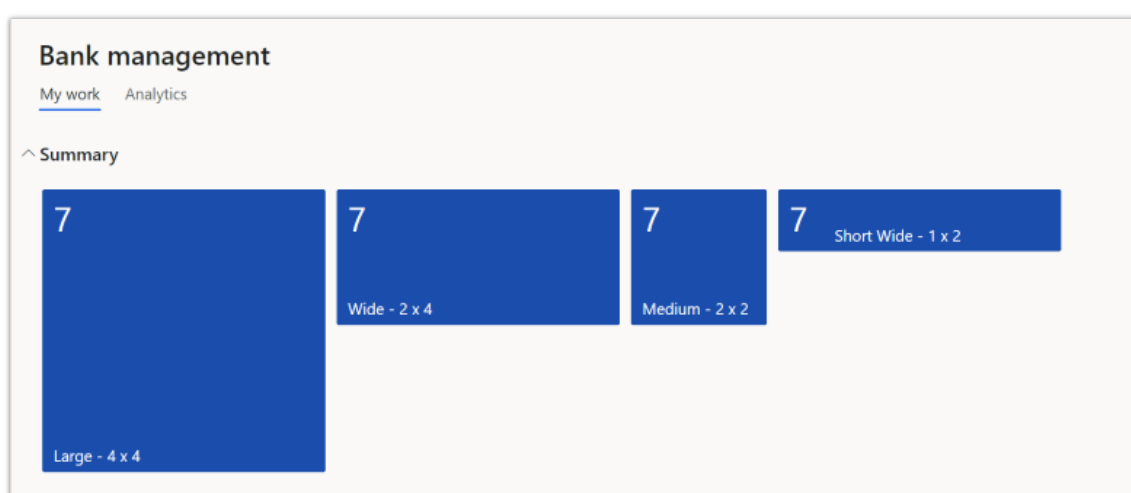 Bank management
My work Analytics
Summary
7
Large - 4 x 4
7
Wide - 2 x 4
7
Medium - 2 x 2
7 Short Wide - 1 x 2